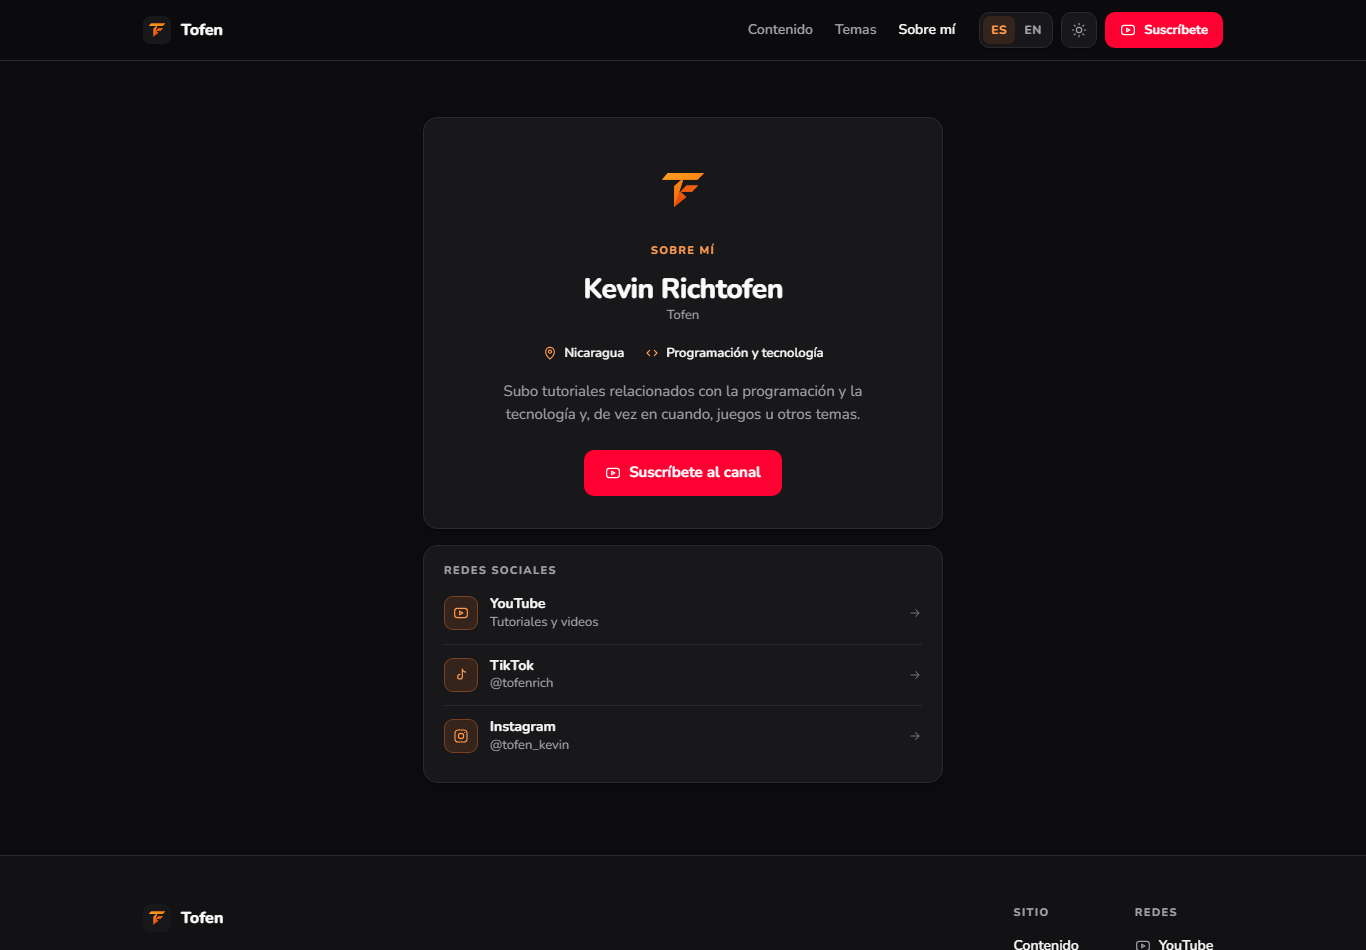 Tofen
Contenido
Temas
Sobre mí
ES
EN
Suscríbete
SOBRE MÍ
Kevin Richtofen
Tofen
Nicaragua
Programación y tecnología
Subo tutoriales relacionados con la programación y la
tecnología y, de vez en cuando, juegos u otros temas.
Suscríbete al canal
REDES SOCIALES
YouTube
Tutoriales y videos
TikTok
@tofenrich
Instagram
@tofen_kevin
Tofen
SITIO
REDES
Contenido
YouTube